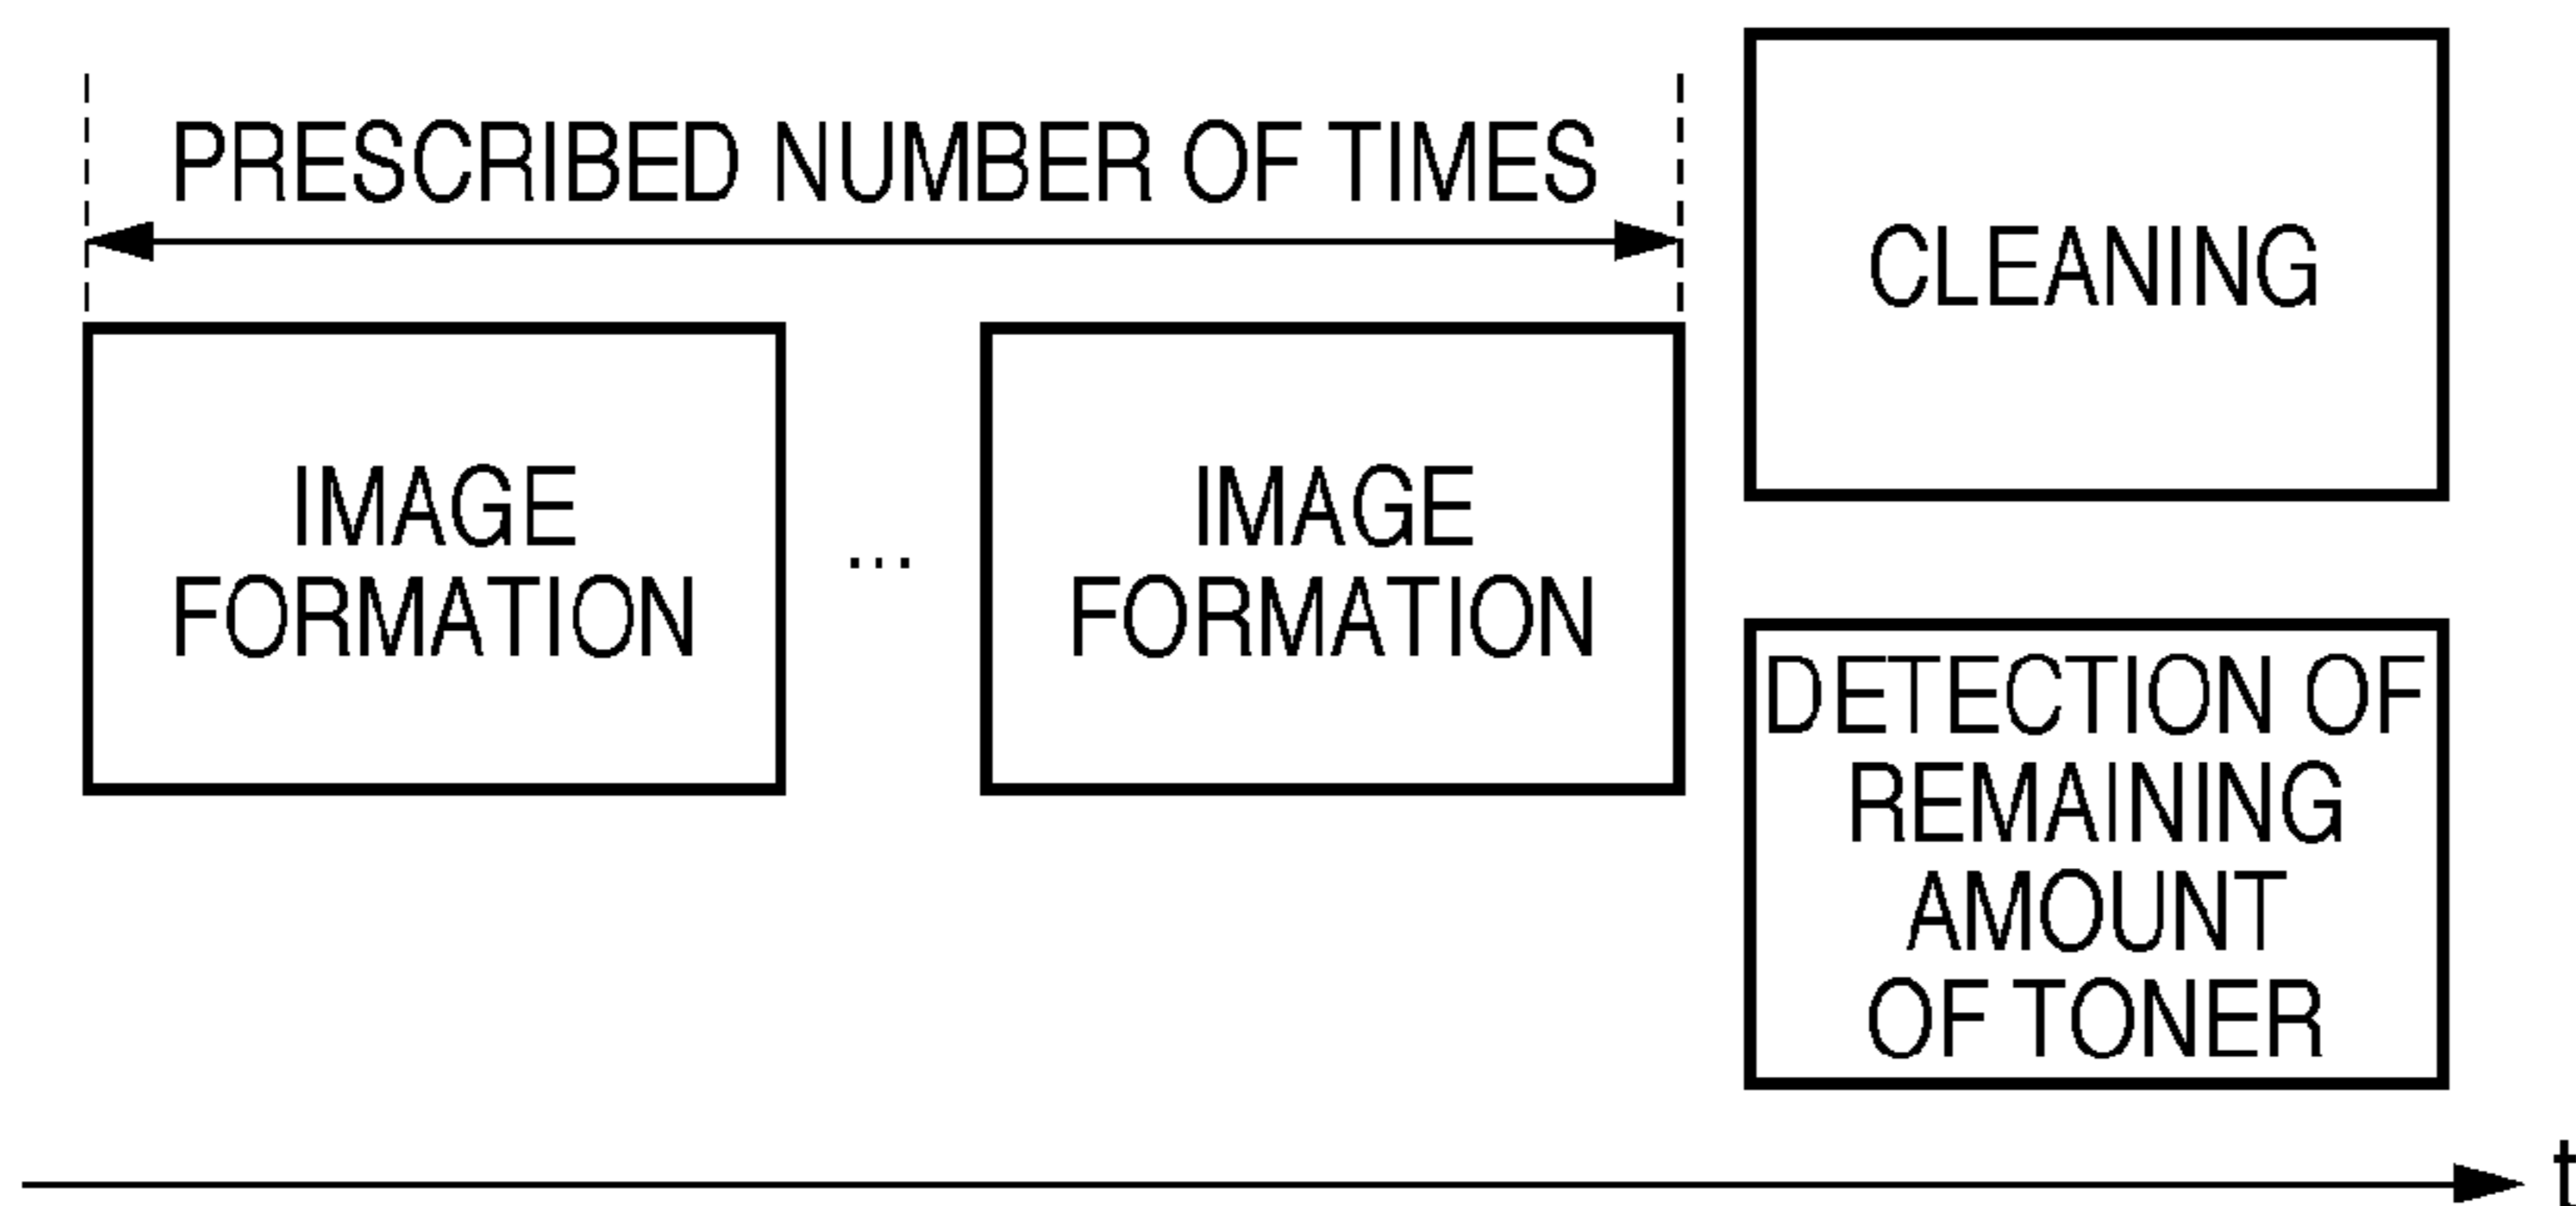 PRESCRIBED NUMBER OF TIMES
IMAGE
FORMATION
...
IMAGE
FORMATION
CLEANING
DETECTION OF
REMAINING
AMOUNT
OF TONER
t